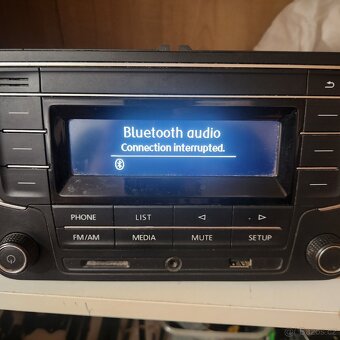 Bluetooth audio
Connection interrupted.
PHONE
LIST
FM/AM
MEDIA
MUTE
SETUP